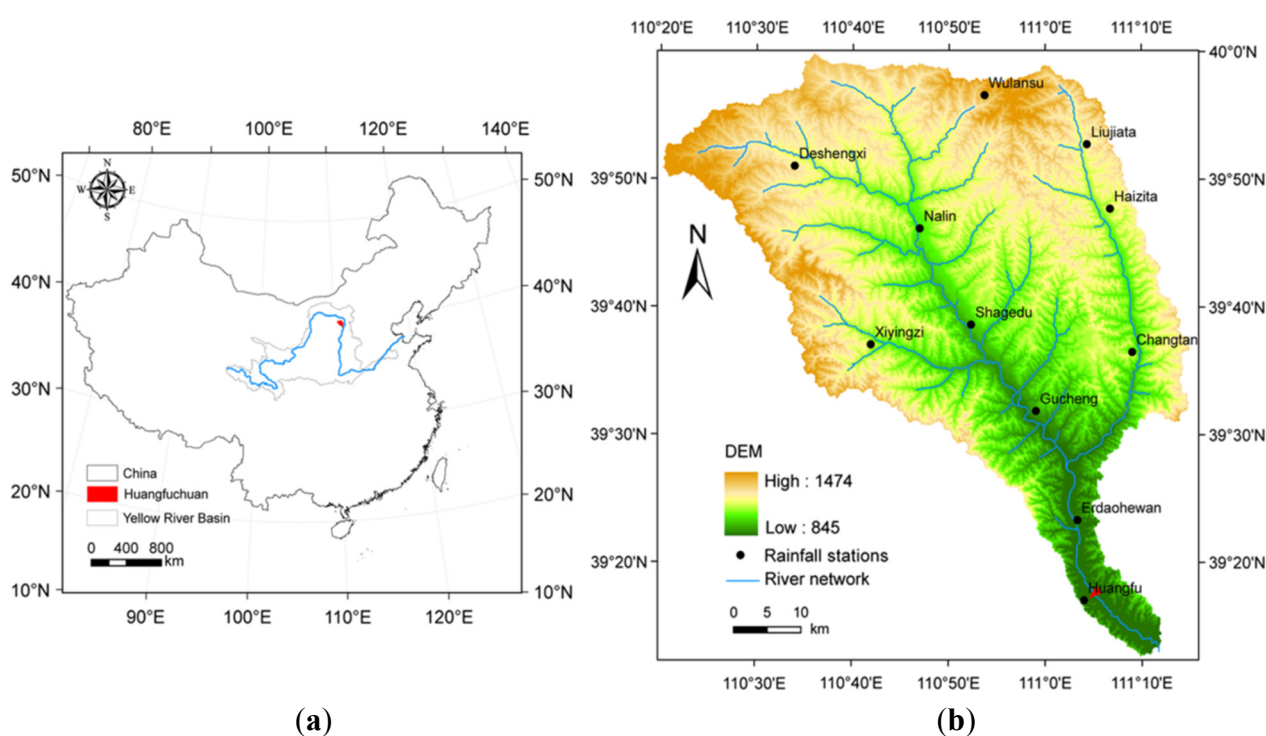 80°E 100°E 120°E 140°E
N
W E
S
50°N 50°N
40°N 40°N
30°N 30°N
20°N 20°N
10°N 10°N
China
Huangfuchuan
Yellow River Basin
0 400 800
km
90°E 100°E 110°E 120°E
(a)
110°20'E 110°30'E 110°40'E 110°50'E 111°0'E 111°10'E
40°0'N
Wulansu
Liujiata
Deshengxi
39°50'N 39°50'N
Haizita
Nalin
N
39°40'N 39°40'N
Shagedu
Xiyingzi
Changtan
Gucheng
39°30'N 39°30'N
DEM
High : 1474
Low : 845
Erdaohewan
Rainfall stations
39°20'N 39°20'N
River network
Huangfu
0 5 10
km
110°30'E 110°40'E 110°50'E 111°0'E 111°10'E
(b)